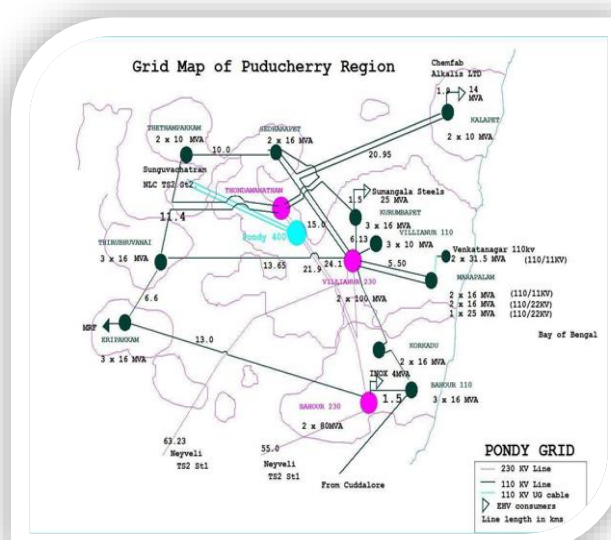 Grid Map of Puducherry Region
Chemfab
Alkalis LTD
1.9
14
MVA
KALAPET
2 x 10 MVA
THETHAMPAKKAM
2 x 10 MVA
SEDHARAPET
2 x 16 MVA
10.0
20.95
Sunguvachatram
NLC TS2 St2
THONDAMANATHAM
1.5
Sumangala Steels
25 MVA
11.4
15.0
Pondy 400
KURUMBAPET
3 x 16 MVA
VILLIANUR 110
3 x 10 MVA
6.13
THIRUBHUVANAI
3 x 16 MVA
13.65
21.9
24.1
5.50
Venkatanagar 110kv
2 x 31.5 MVA
(110/11KV)
MARAPALAM
VILLIANUR 230
2 x 100 MVA
2 x 16 MVA (110/11KV)
2 x 16 MVA (110/22KV)
1 x 25 MVA (110/22KV)
6.6
MRF
ERIPAKKAM
3 x 16 MVA
13.0
KORKADU
2 x 16 MVA
Bay of Bengal
INOX 4MVA
1.5
BAHOUR 110
3 x 16 MVA
BAHOUR 230
2 x 80MVA
63.23
Neyveli
TS2 St1
55.0
Neyveli
TS2 St1
From Cuddalore
PONDY GRID
230 KV Line
110 KV Line
110 KV UG cable
EHV consumers
Line length in kms